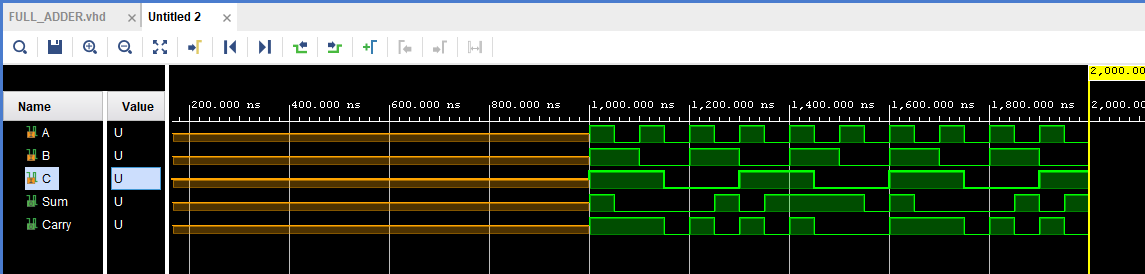 FULL_ADDER.vhd × Untitled 2 ×
2,000.00
Name Value
200.000 ns 400.000 ns 600.000 ns 800.000 ns 1,000.000 ns 1,200.000 ns 1,400.000 ns 1,600.000 ns 1,800.000 ns 2,000.00
A U
B U
C U
Sum U
Carry U